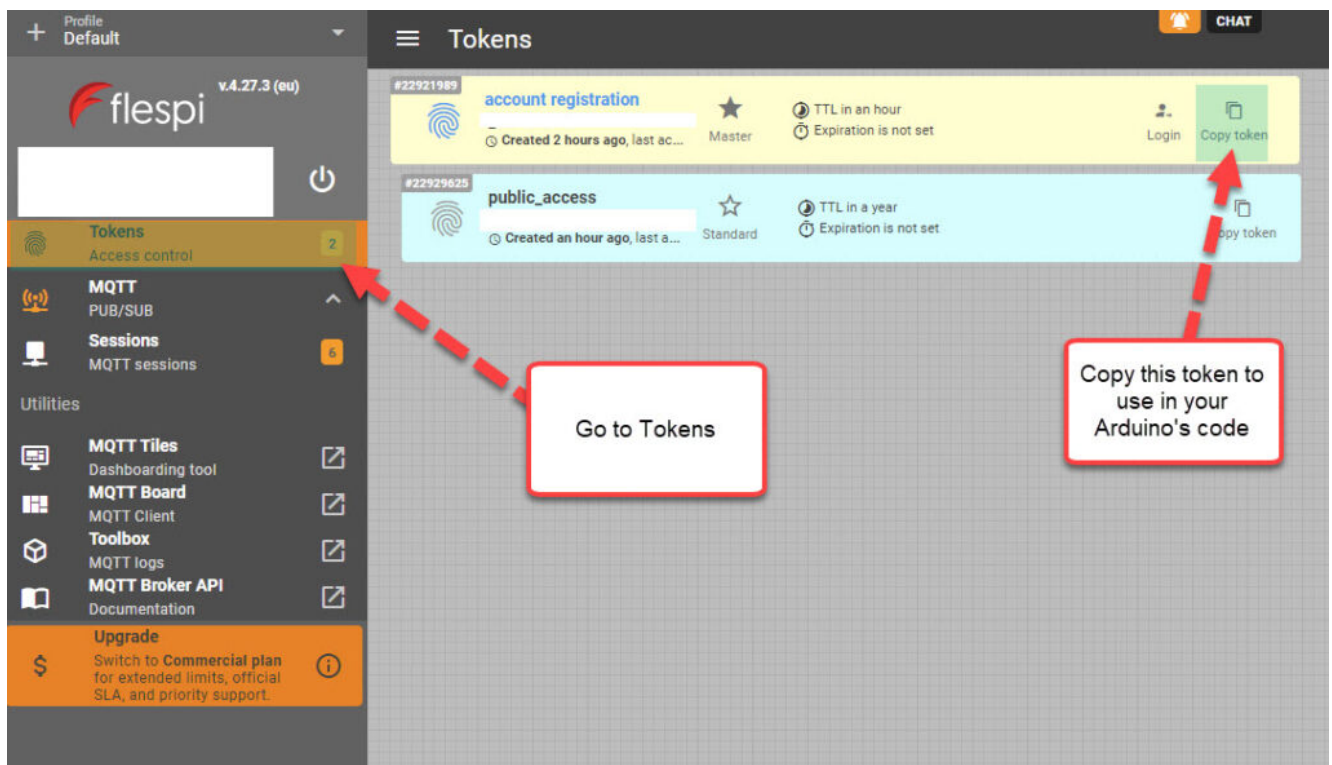 Profile
Default
flespi
v.4.27.3 (eu)
Tokens
Access control
2
MQTT
PUB/SUB
Sessions
MQTT sessions
6
Utilities
MQTT Tiles
Dashboarding tool
MQTT Board
MQTT Client
Toolbox
MQTT logs
MQTT Broker API
Documentation
Upgrade
Switch to Commercial plan
for extended limits, official
SLA, and priority support.
Tokens
CHAT
#22921989
account registration
Created 2 hours ago, last ac...
Master
TTL in an hour
Expiration is not set
Login
Copy token
#22929625
public_access
Created an hour ago, last a...
Standard
TTL in a year
Expiration is not set
opy token
Go to Tokens
Copy this token to
use in your
Arduino's code